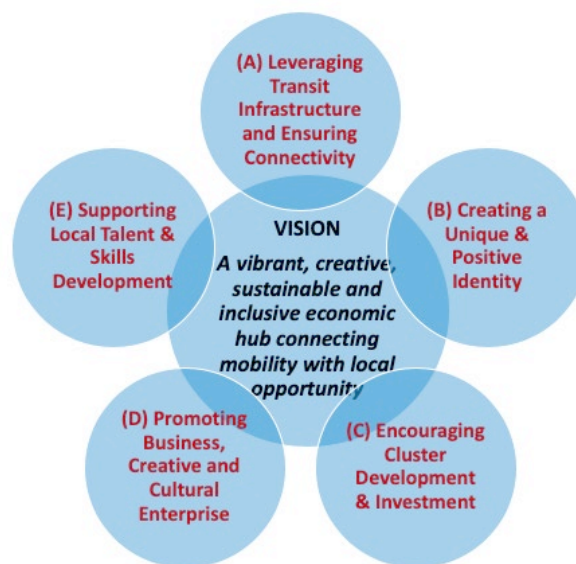 (A) Leveraging
Transit
Infrastructure
and Ensuring
Connectivity
(B) Creating a
Unique &
Positive
Identity
(C) Encouraging
Cluster
Development
& Investment
(D) Promoting
Business,
Creative and
Cultural
Enterprise
(E) Supporting
Local Talent &
Skills
Development
VISION
A vibrant, creative,
sustainable and
inclusive economic
hub connecting
mobility with local
opportunity